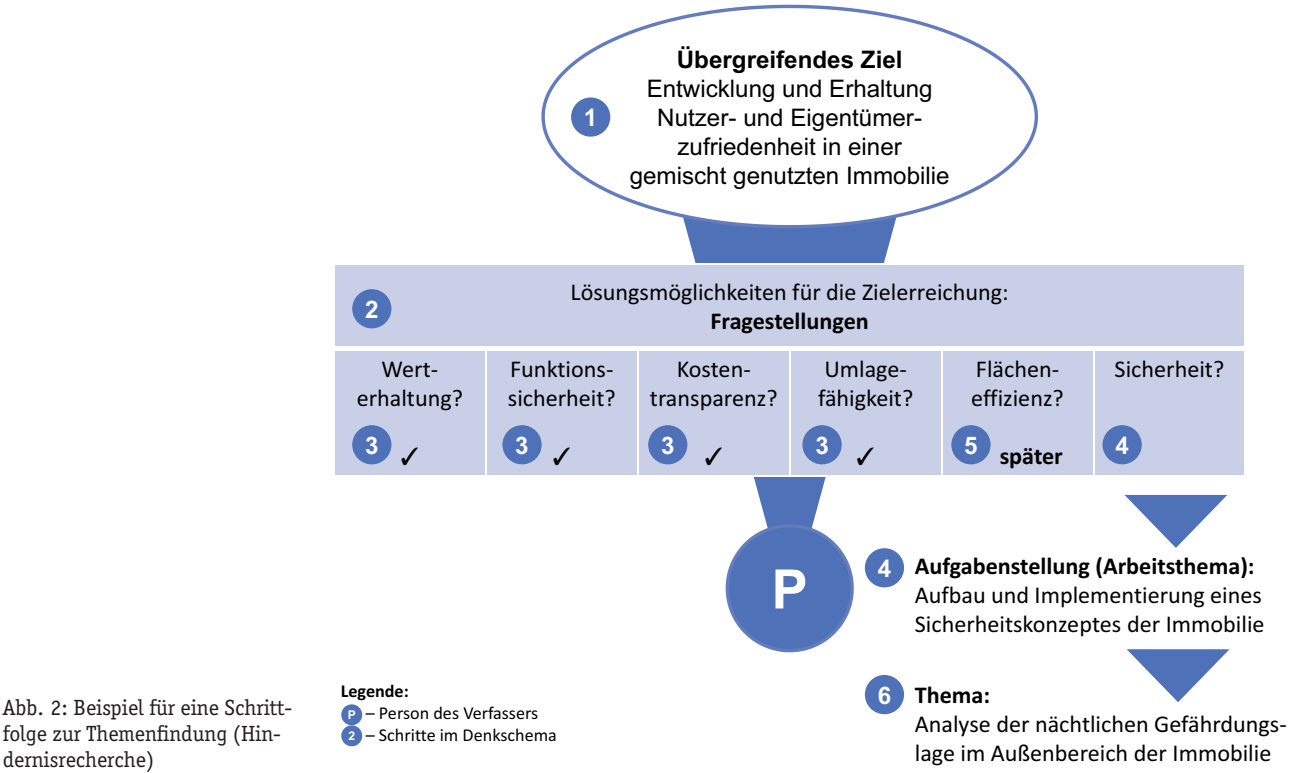 Übergreifendes Ziel
Entwicklung und Erhaltung
1
Nutzer- und Eigentümer-
zufriedenheit in einer
gemischt genutzten Immobilie
2
Lösungsmöglichkeiten für die Zielerreichung:
Fragestellungen
Wert-
erhaltung?
3 ✓
Funktions-
sicherheit?
3 ✓
Kosten-
transparenz?
3 ✓
Umlage-
fähigkeit?
3 ✓
Flächen-
effizienz?
5 später
Sicherheit?
4
P
4 Aufgabenstellung (Arbeitsthema):
Aufbau und Implementierung eines
Sicherheitskonzeptes der Immobilie
6 Thema:
Analyse der nächtlichen Gefährdungs-
lage im Außenbereich der Immobilie
Legende:
P – Person des Verfassers
2 – Schritte im Denkschema
Abb. 2: Beispiel für eine Schritt-
folge zur Themenfindung (Hin-
dernisrecherche)